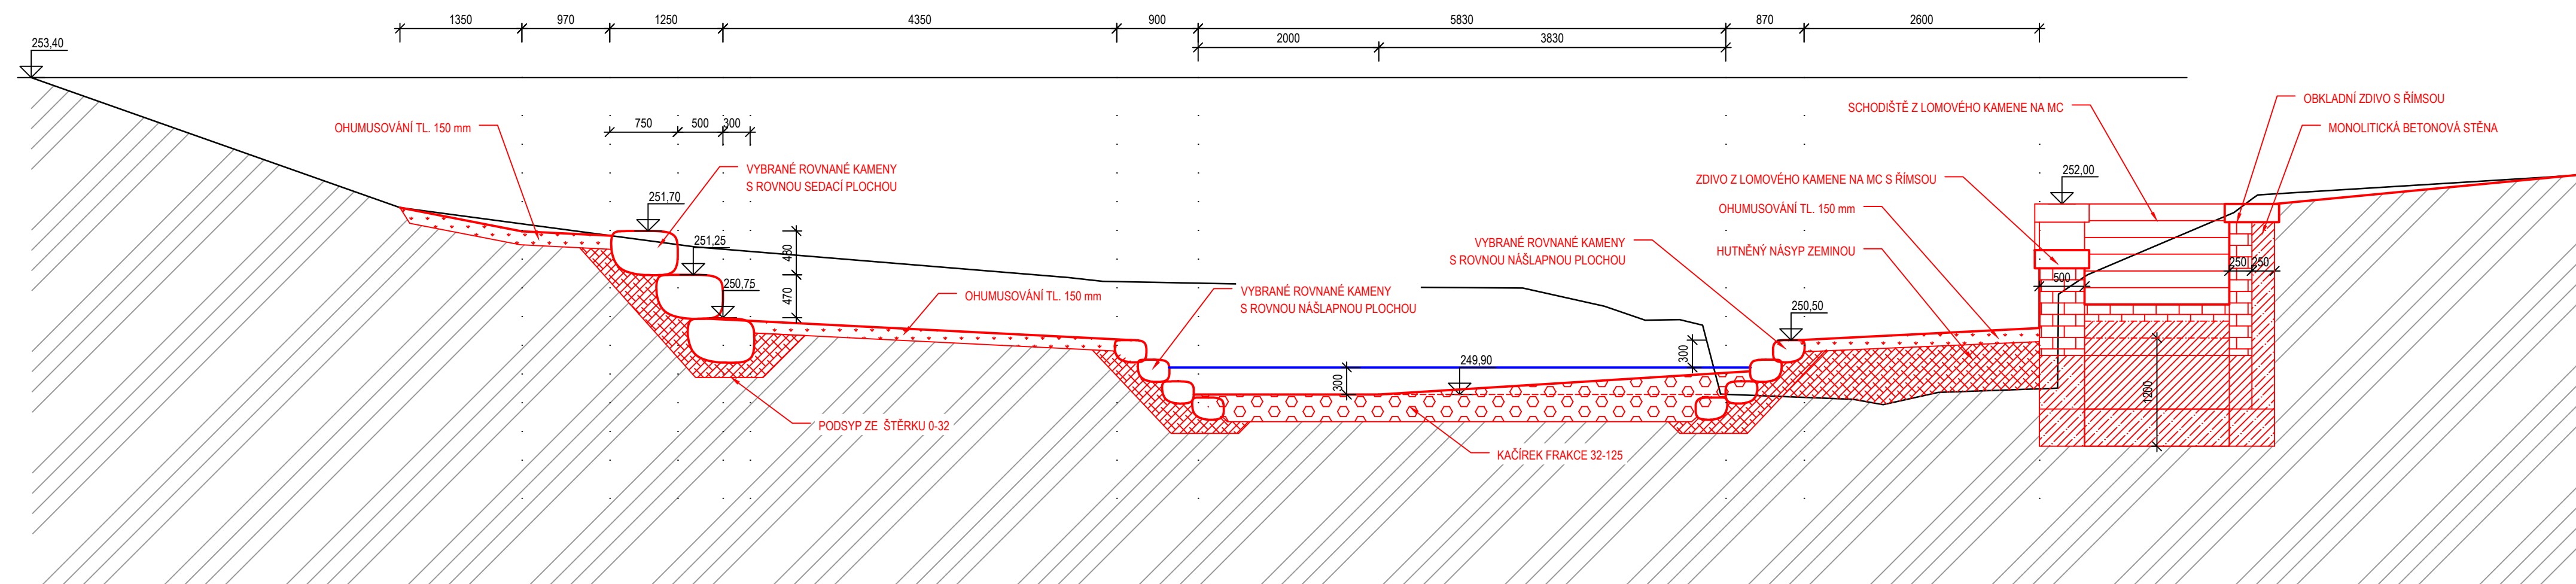 1350
970
1250
4350
900
5830
870
2600
2000
3830
253,40
OHUMUSOVÁNÍ TL. 150 mm
750
500
300
VYBRANÉ ROVNANÉ KAMENY
S ROVNOU SEDACÍ PLOCHOU
251,70
251,25
250,75
480
470
OHUMUSOVÁNÍ TL. 150 mm
PODSYP ZE ŠTĚRKU 0-32
VYBRANÉ ROVNANÉ KAMENY
S ROVNOU NÁŠLAPNOU PLOCHOU
300
249,90
KAČÍREK FRAKCE 32-125
VYBRANÉ ROVNANÉ KAMENY
S ROVNOU NÁŠLAPNOU PLOCHOU
300
250,50
SCHODIŠTĚ Z LOMOVÉHO KAMENE NA MC
ZDIVO Z LOMOVÉHO KAMENE NA MC S ŘÍMSOU
OHUMUSOVÁNÍ TL. 150 mm
HUTNĚNÝ NÁSYP ZEMINOU
252,00
OBKLADNÍ ZDIVO S ŘÍMSOU
MONOLITICKÁ BETONOVÁ STĚNA
500
250
250
1200